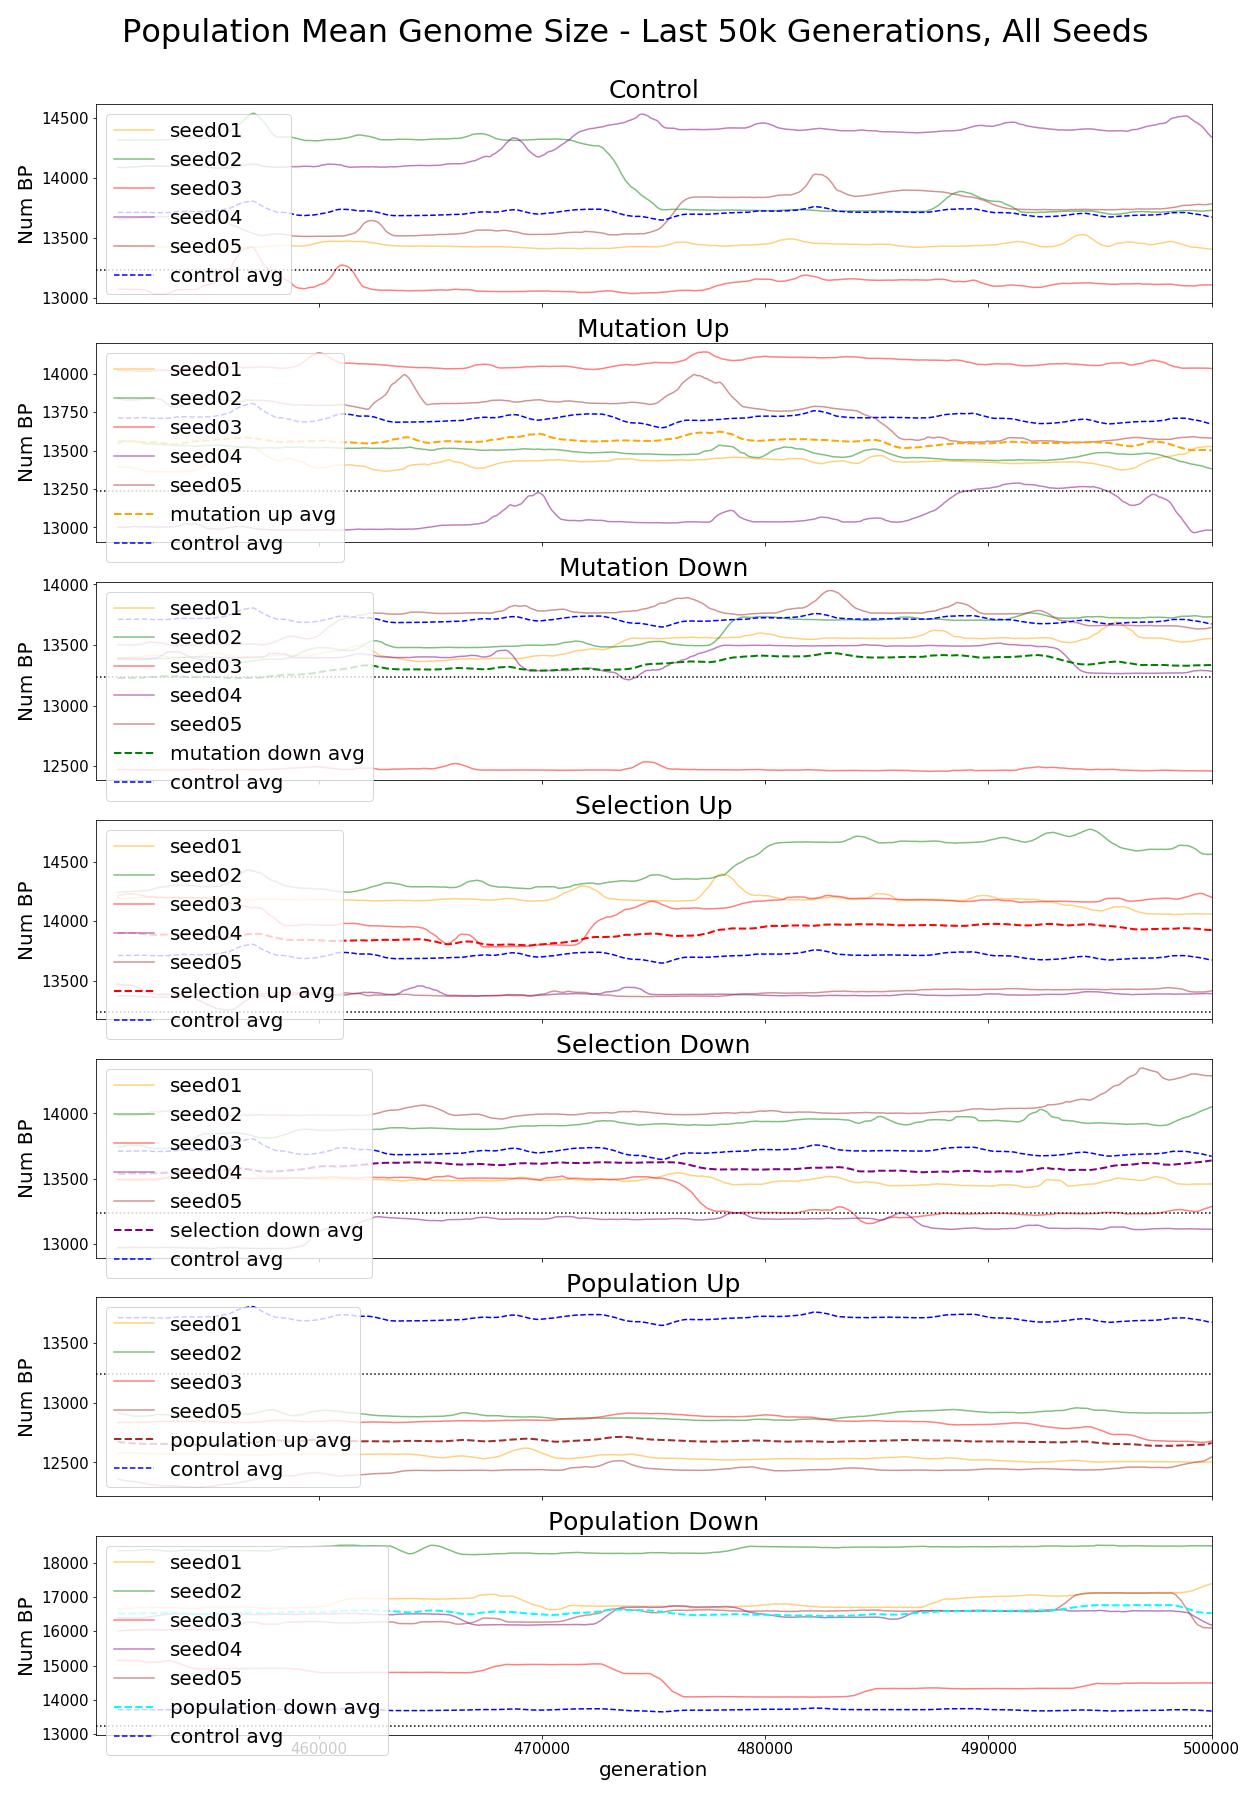 Population Mean Genome Size - Last 50k Generations, All Seeds
Control
Num BP
14500
14000
13500
13000
seed01
seed02
seed03
seed04
seed05
control avg
Mutation Up
Num BP
14000
13750
13500
13250
13000
seed01
seed02
seed03
seed04
seed05
mutation up avg
control avg
Mutation Down
Num BP
14000
13500
13000
12500
seed01
seed02
seed03
seed04
seed05
mutation down avg
control avg
Selection Up
Num BP
14500
14000
13500
seed01
seed02
seed03
seed04
seed05
selection up avg
control avg
Selection Down
Num BP
14000
13500
13000
seed01
seed02
seed03
seed04
seed05
selection down avg
control avg
Population Up
Num BP
13500
13000
12500
seed01
seed02
seed03
seed05
population up avg
control avg
Population Down
Num BP
18000
17000
16000
15000
14000
13000
seed01
seed02
seed03
seed04
seed05
population down avg
control avg
460000 470000 480000 490000 500000
generation